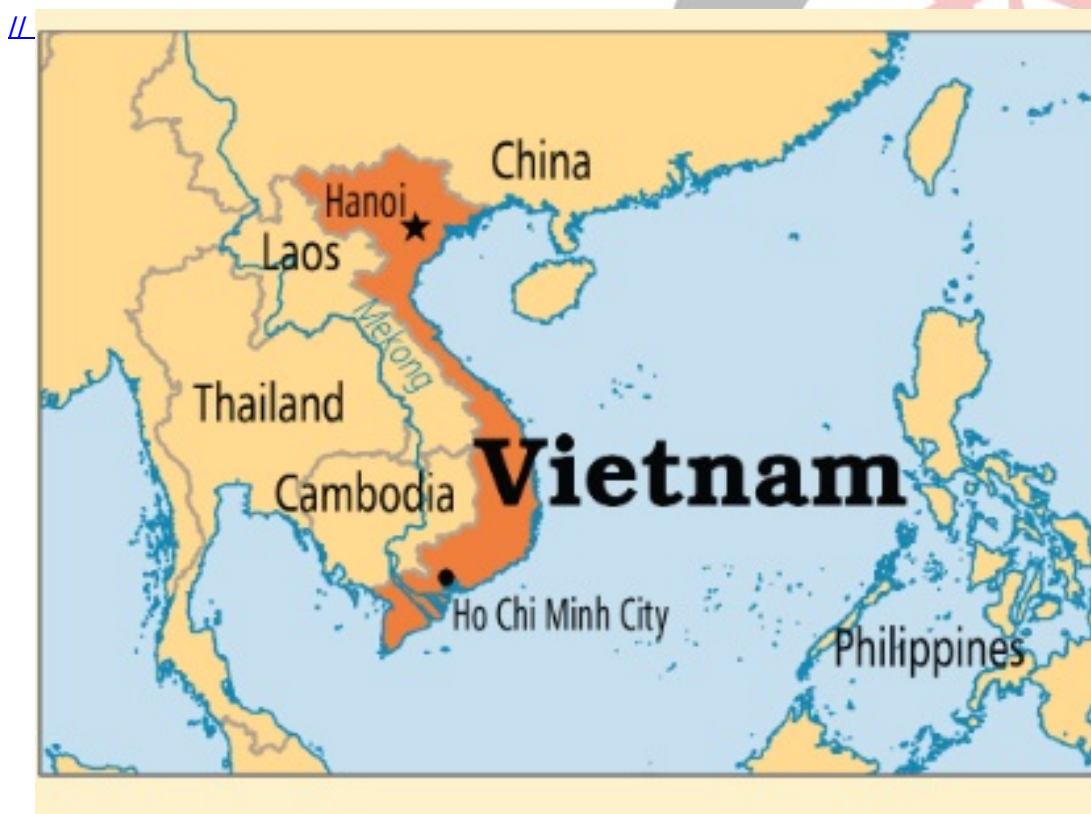 //
China
Hanoi
Laos
Mekong
Thailand
Vietnam
Cambodia
Ho Chi Minh City
Philippines